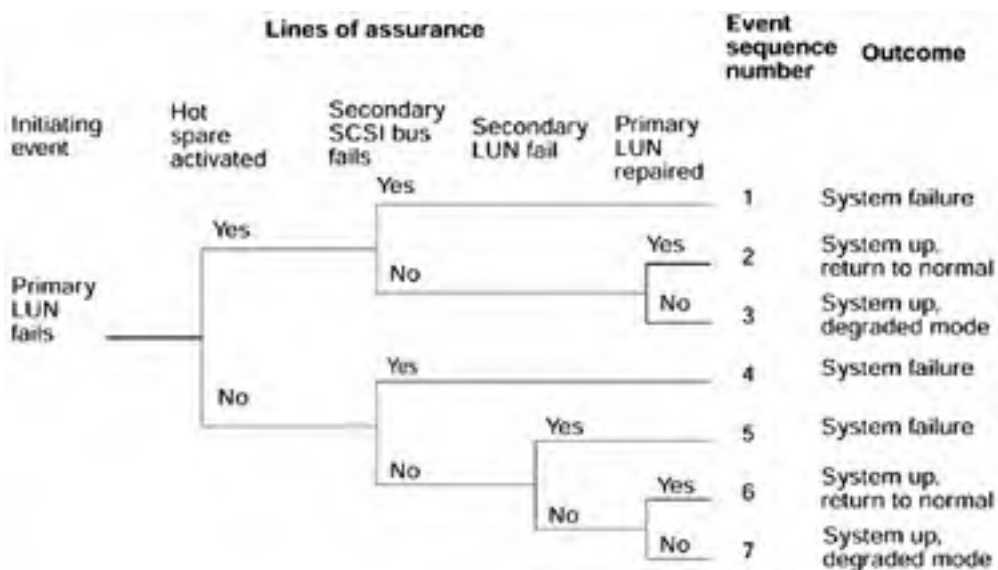 Lines of assurance
Event
sequence
number
Outcome
Initiating
event
Hot
spare
activated
Secondary
SCSI bus
fails
Secondary
LUN fail
Primary
LUN
repaired
Yes
1
System failure
Yes
Yes
2
System up,
return to normal
No
Primary
LUN
fails
No
3
System up,
degraded mode
Yes
4
System failure
No
Yes
5
System failure
No
Yes
6
System up,
return to normal
No
No
7
System up,
degraded mode